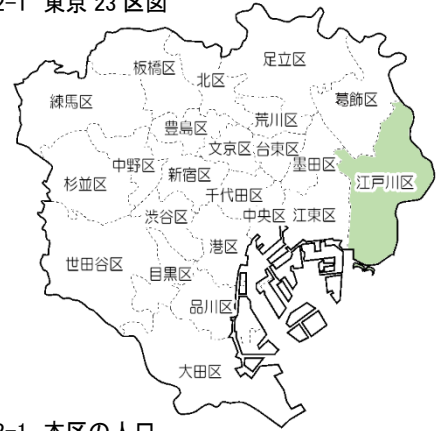 2-1 東京 23 区図
足立区
板橋区
北区
葛飾区
練馬区
荒川区
豊島区
文京区
台東区
墨田区
中野区
新宿区
杉並区
江戸川区
千代田区
渋谷区
中央区
江東区
港区
世田谷区
目黒区
品川区
大田区
本区の人口